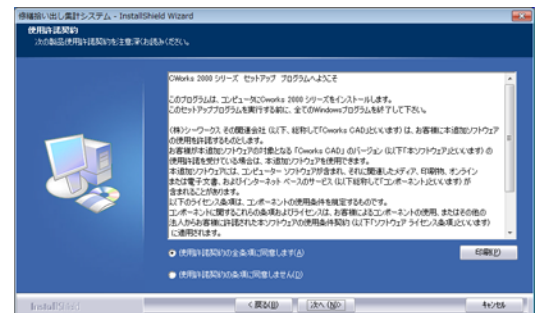 修繕拾い出し集計システム - InstallShield Wizard
使用許諾契約
次の製品使用許諾契約を注意深くお読みください。
CWorks 2000 シリーズ セットアップ プログラムへようこそ
このプログラムは、コンピュータにCworks 2000 シリーズをインストールします。
このセットアッププログラムを実行する前に、全てのWindowsプログラムを終了して下さい。
(株)シーワークス その関連会社 (以下、総称して「Cworks CAD」といいます) は、お客様に本追加ソフトウェア
の使用を許諾するものとします。
お客様が本追加ソフトウェアの対象となる 「Cworks CAD」 のバージョン (以下「本ソフトウェア」といいます) の
使用許諾を受けている場合は、本追加ソフトウェアを使用できます。
本追加ソフトウェアには、コンピューター ソフトウェアが含まれ、それに関連したメディア、印刷物、オンライン
または電子文書、およびインターネット ベースのサービス (以下総称して「コンポーネント」といいます) が
含まれることがあります。
以下のライセンス条項は、コンポーネントの使用条件を規定するものです。
コンポーネントに関するこれらの条項およびライセンスは、お客様によるコンポーネントの使用、またはその他の
法人からお客様に許諾された本ソフトウェアの使用条件契約 (以下「ソフトウェア ライセンス条項」といいます)
に適用されます。
使用許諾契約の全条項に同意します(A)
印刷(P)
使用許諾契約の条項に同意しません(D)
InstallShield
< 戻る(B)
次へ (N)>
キャンセル